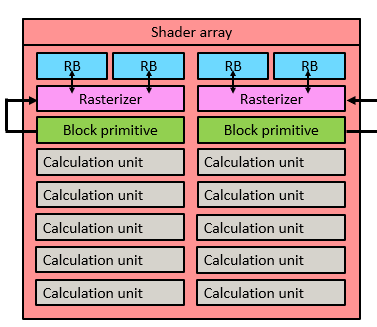 Shader array
RB RB RB RB
Rasterizer Rasterizer
Block primitive Block primitive
Calculation unit Calculation unit
Calculation unit Calculation unit
Calculation unit Calculation unit
Calculation unit Calculation unit
Calculation unit Calculation unit